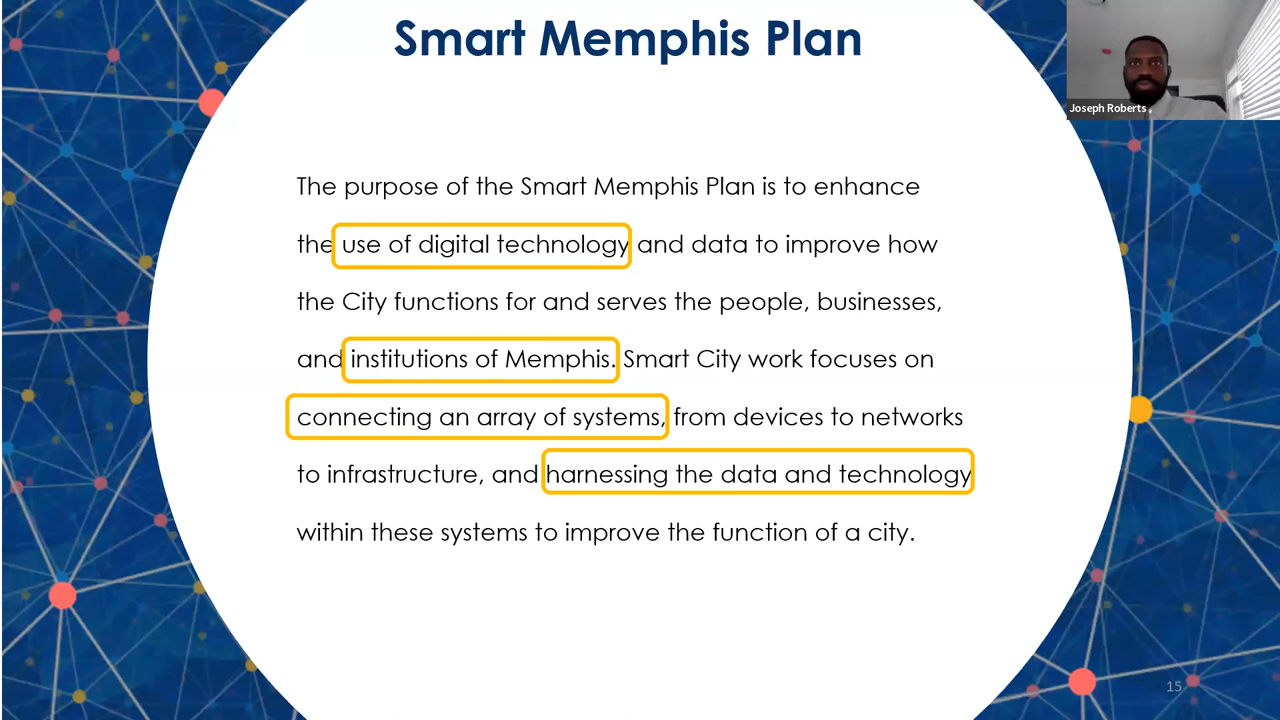 Smart Memphis Plan
Joseph Roberts
The purpose of the Smart Memphis Plan is to enhance
the use of digital technology and data to improve how
the City functions for and serves the people, businesses,
and institutions of Memphis. Smart City work focuses on
connecting an array of systems, from devices to networks
to infrastructure, and harnessing the data and technology
within these systems to improve the function of a city.
15